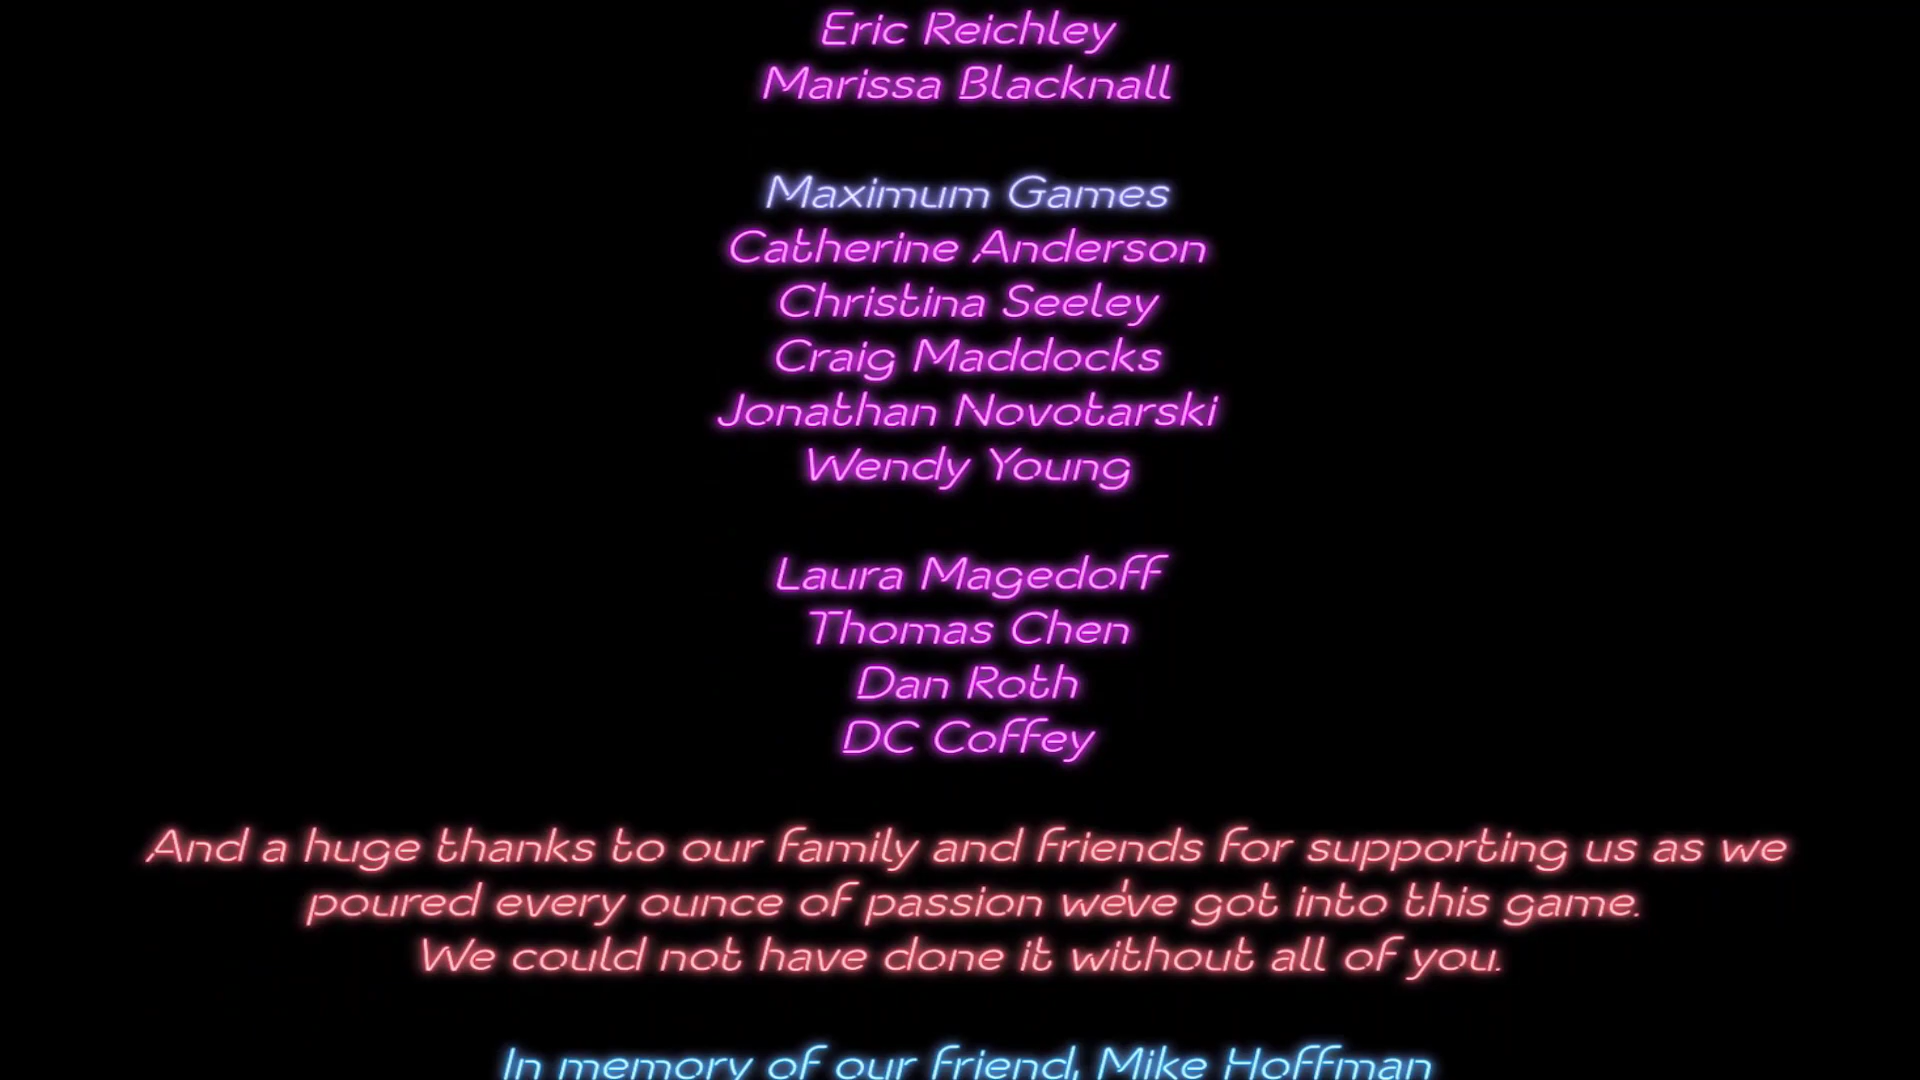 Eric Reichley
Marissa Blacknall
Maximum Games
Catherine Anderson
Christina Seeley
Craig Maddocks
Jonathan Novotarski
Wendy Young
Laura Magedoff
Thomas Chen
Dan Roth
DC Coffey
And a huge thanks to our family and friends for supporting us as we
poured every ounce of passion we've got into this game.
We could not have done it without all of you.
In memory of our friend, Mike Hoffman